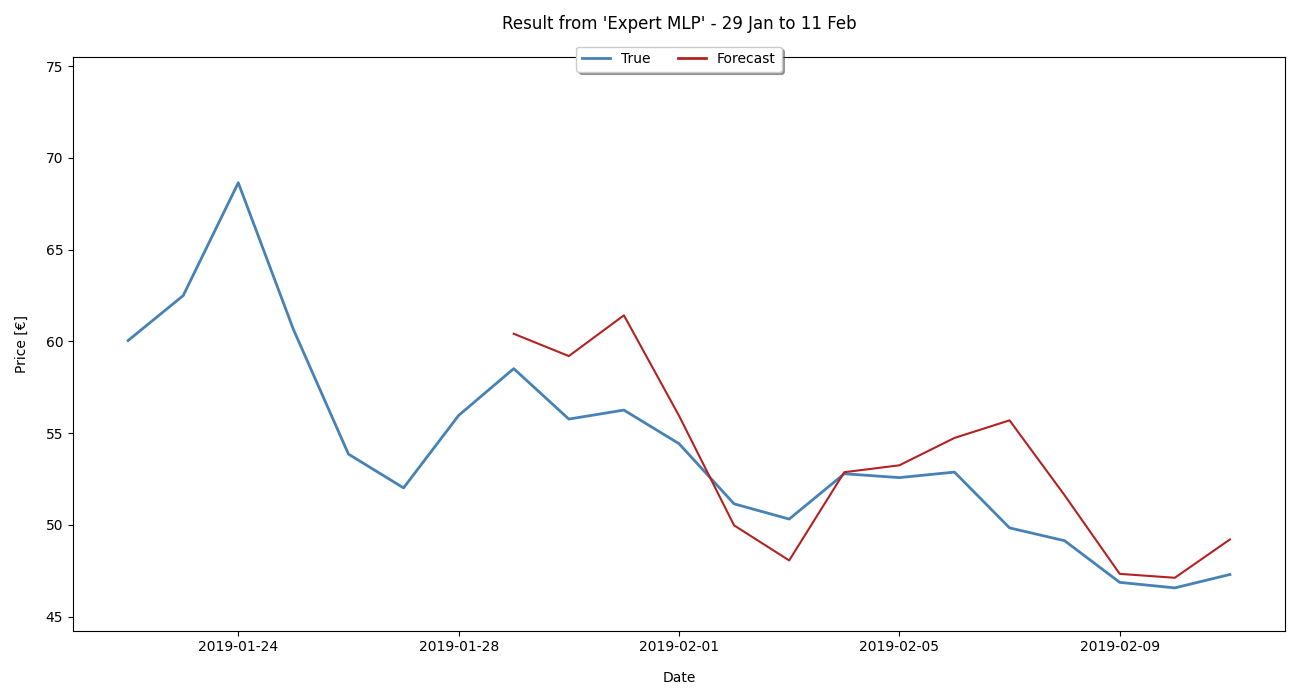 Result from 'Expert MLP' - 29 Jan to 11 Feb
True Forecast
75
70
65
60
55
50
45
Price [€]
2019-01-24 2019-01-28 2019-02-01 2019-02-05 2019-02-09
Date